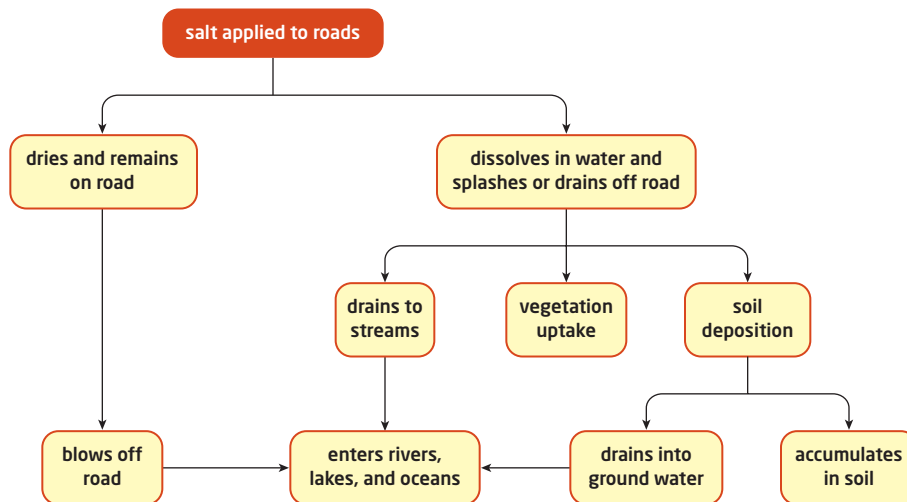 salt applied to roads
dries and remains
on road
dissolves in water and
splashes or drains off road
drains to
streams
vegetation
uptake
soil
deposition
blows off
road
enters rivers,
lakes, and oceans
drains into
ground water
accumulates
in soil